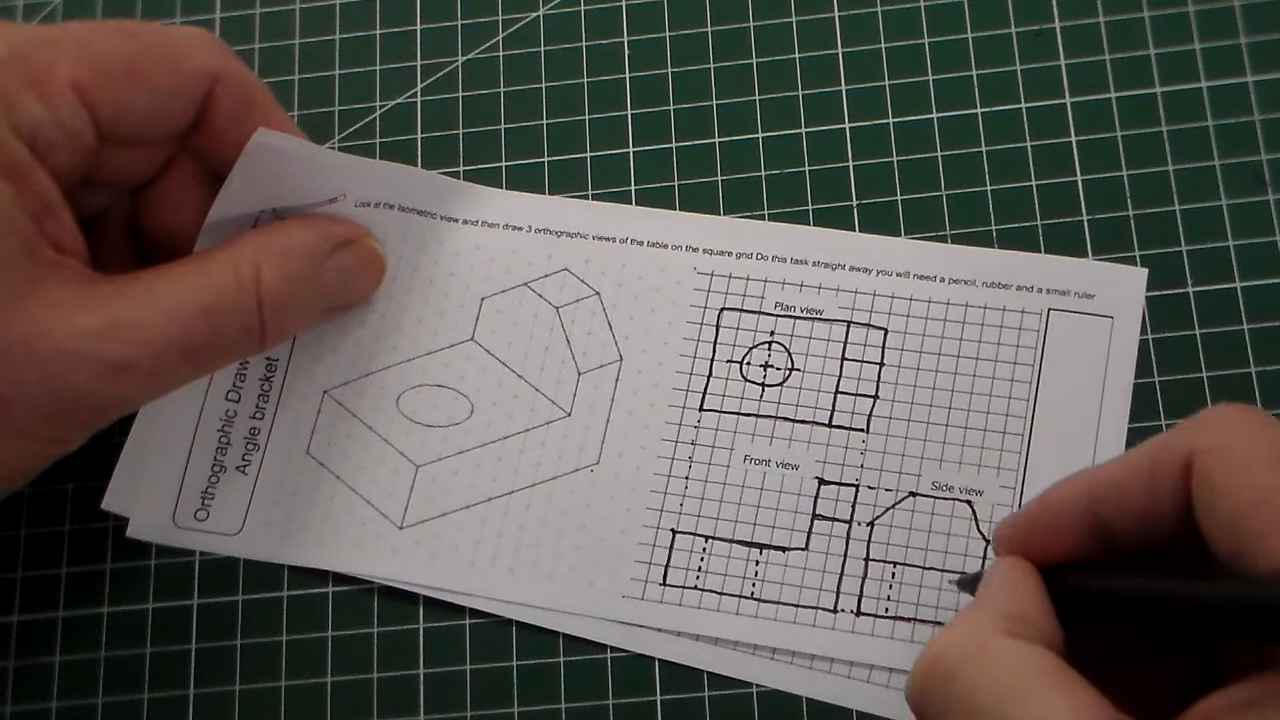 Look at the Isometric view and then draw 3 orthographic views of the table on the square grid Do this task straight away you will need a pencil, rubber and a small ruler
Orthographic Draw
Angle bracket
Plan view
Front view
Side view